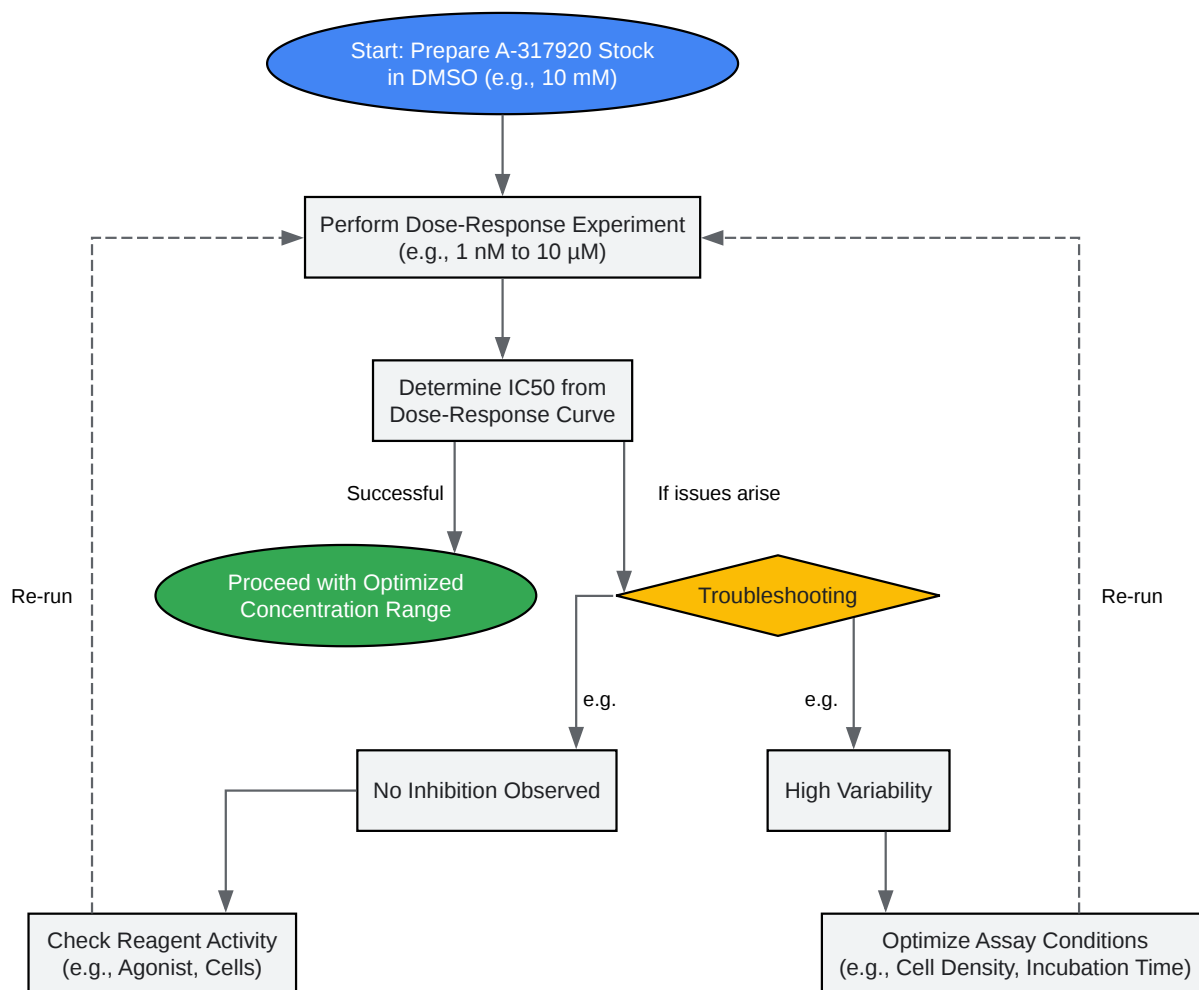 Start: Prepare A-317920 Stock
in DMSO (e.g., 10 mM)
Perform Dose-Response Experiment
(e.g., 1 nM to 10 µM)
Determine IC50 from
Dose-Response Curve
Successful
If issues arise
Proceed with Optimized
Concentration Range
Troubleshooting
Re-run
Re-run
e.g.
e.g.
No Inhibition Observed
High Variability
Check Reagent Activity
(e.g., Agonist, Cells)
Optimize Assay Conditions
(e.g., Cell Density, Incubation Time)